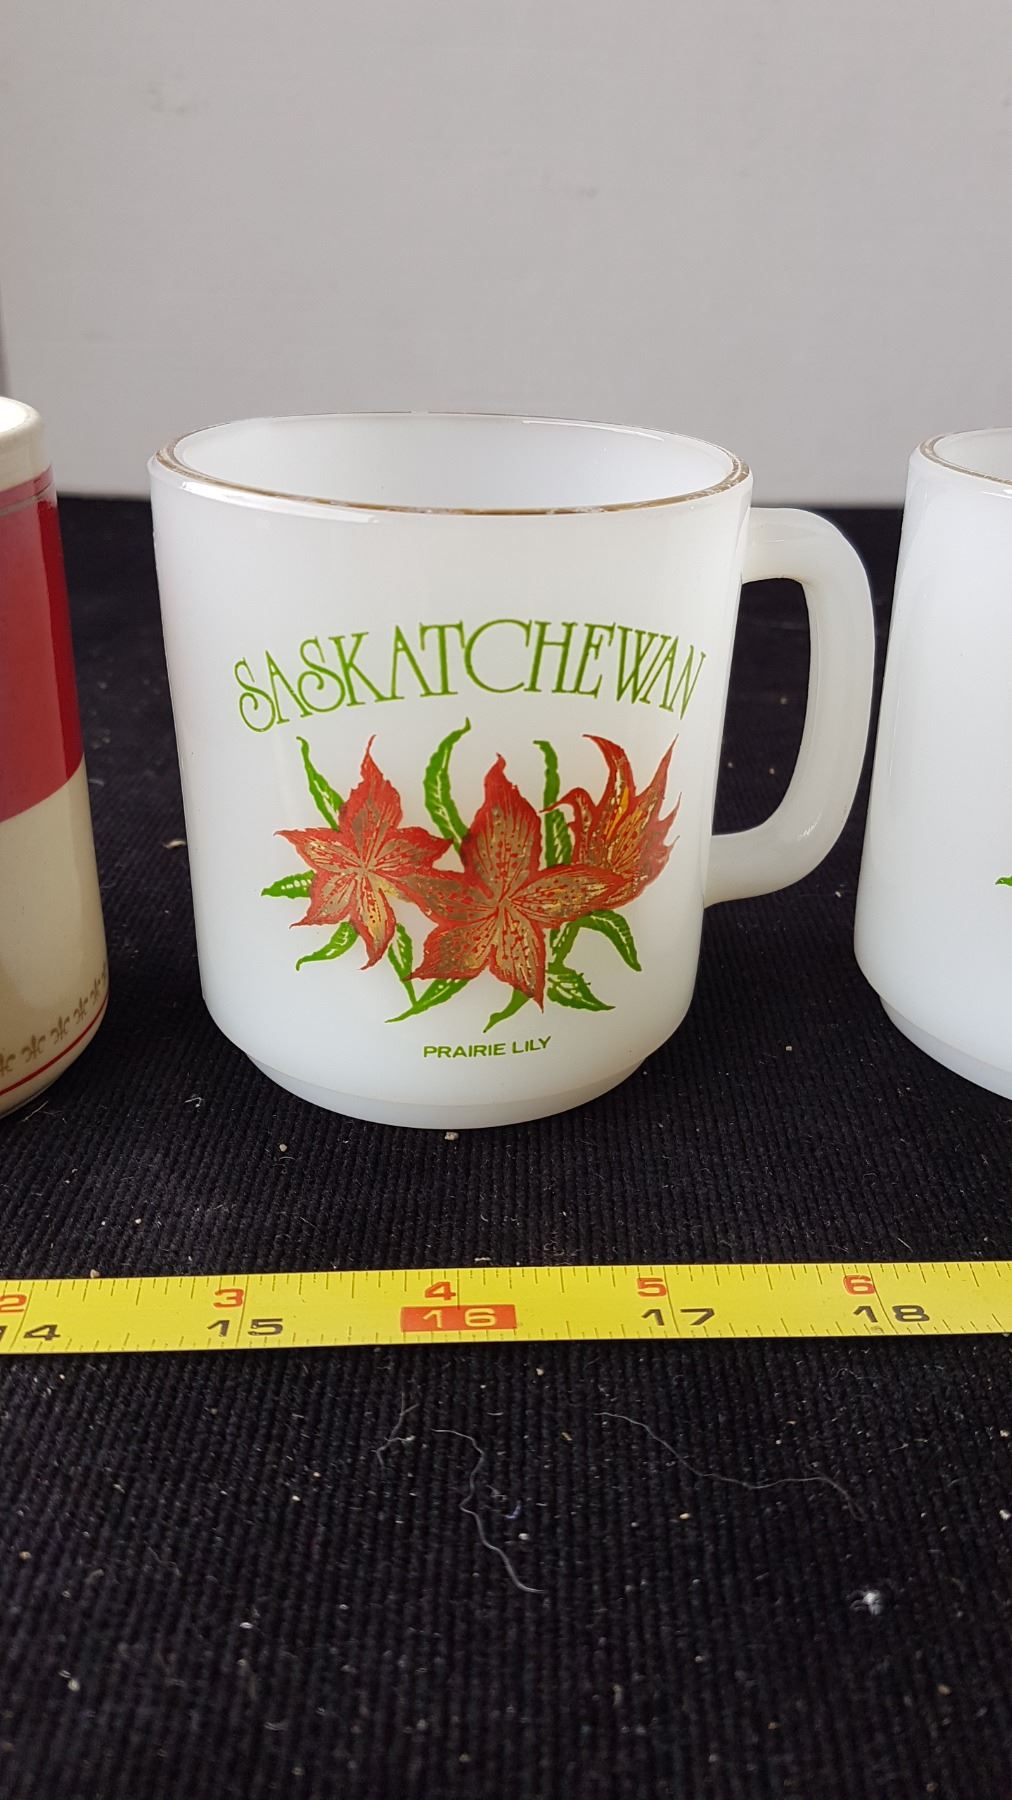 SASKATCHEWAN
PRAIRIE LILY
2 3 4 5 6
14 15 16 17 18